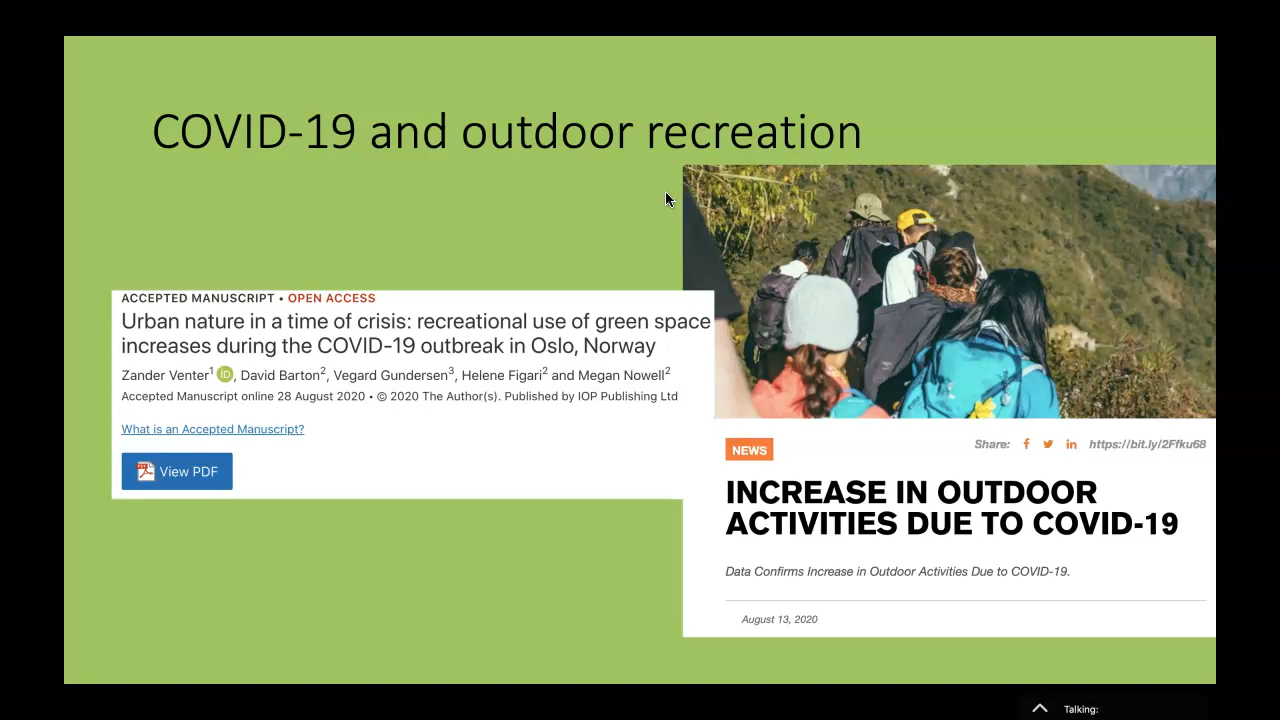 COVID-19 and outdoor recreation
ACCEPTED MANUSCRIPT • OPEN ACCESS
Urban nature in a time of crisis: recreational use of green space
increases during the COVID-19 outbreak in Oslo, Norway
Zander Venter1 iD, David Barton2, Vegard Gundersen3, Helene Figari2 and Megan Nowell2
Accepted Manuscript online 28 August 2020 • © 2020 The Author(s). Published by IOP Publishing Ltd
What is an Accepted Manuscript?
View PDF
NEWS
Share: https://bit.ly/2Ffku68
INCREASE IN OUTDOOR
ACTIVITIES DUE TO COVID-19
Data Confirms Increase in Outdoor Activities Due to COVID-19.
August 13, 2020
Talking: